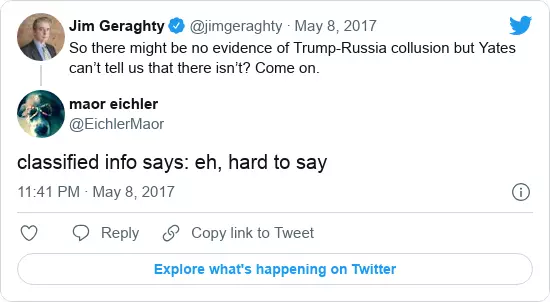 Jim Geraghty @jimgeraghty · May 8, 2017
So there might be no evidence of Trump-Russia collusion but Yates
can’t tell us that there isn’t? Come on.
maor eichler
@EichlerMaor
classified info says: eh, hard to say
11:41 PM · May 8, 2017
Reply
Copy link to Tweet
Explore what's happening on Twitter